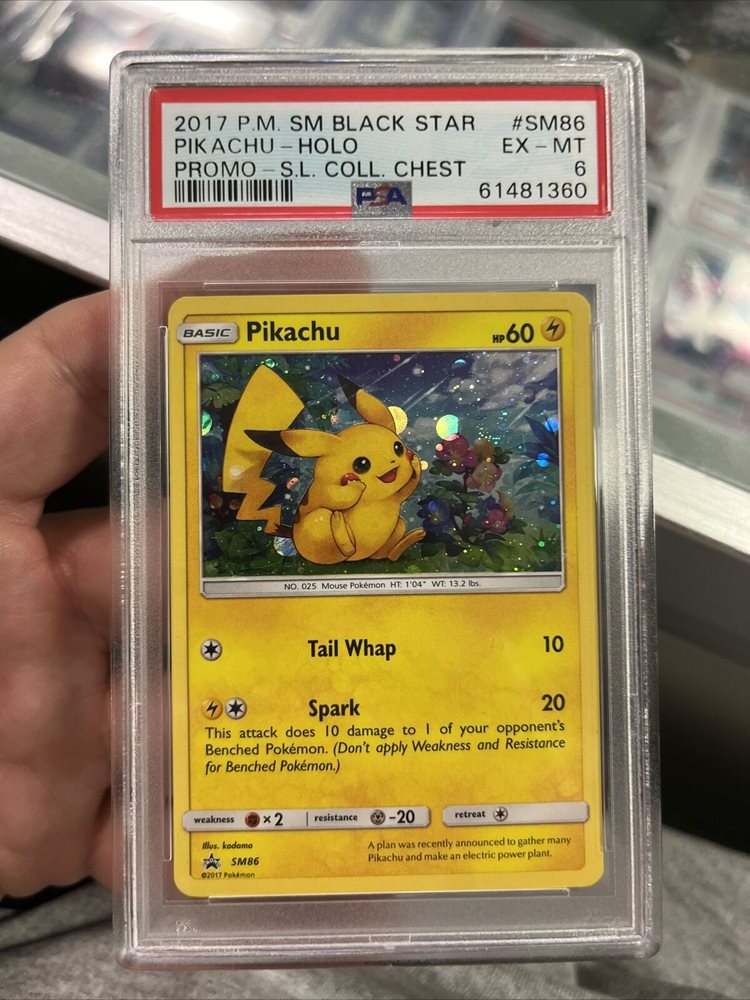 2017 P.M. SM BLACK STAR #SM86
PIKACHU - HOLO EX - MT
PROMO - S.L. COLL. CHEST 6
PSA 61481360
BASIC Pikachu HP60
NO. 025 Mouse Pokémon HT: 1'04" WT: 13.2 lbs.
Tail Whap 10
Spark 20
This attack does 10 damage to 1 of your opponent's
Benched Pokémon. (Don't apply Weakness and Resistance
for Benched Pokémon.)
weakness ×2 resistance -20 retreat
Illus. kodama
SM86
©2017 Pokémon
A plan was recently announced to gather many
Pikachu and make an electric power plant.